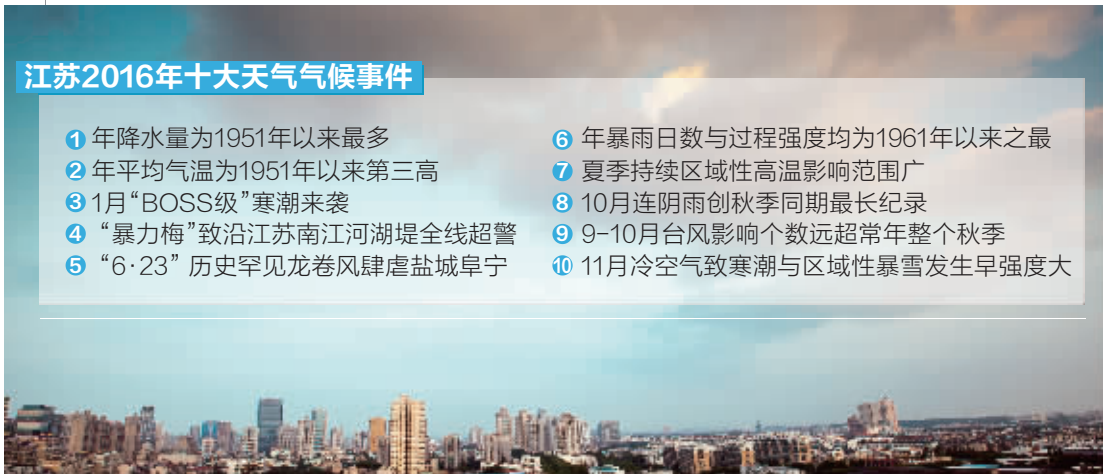 江苏2016年十大天气气候事件
1 年降水量为1951年以来最多
2 年平均气温为1951年以来第三高
3 1月“BOSS级”寒潮来袭
4 “暴力梅”致沿江苏南江河湖堤全线超警
5 “6·23” 历史罕见龙卷风肆虐盐城阜宁
6 年暴雨日数与过程强度均为1961年以来之最
7 夏季持续区域性高温影响范围广
8 10月连阴雨创秋季同期最长纪录
9 9-10月台风影响个数远超常年整个秋季
10 11月冷空气致寒潮与区域性暴雪发生早强度大